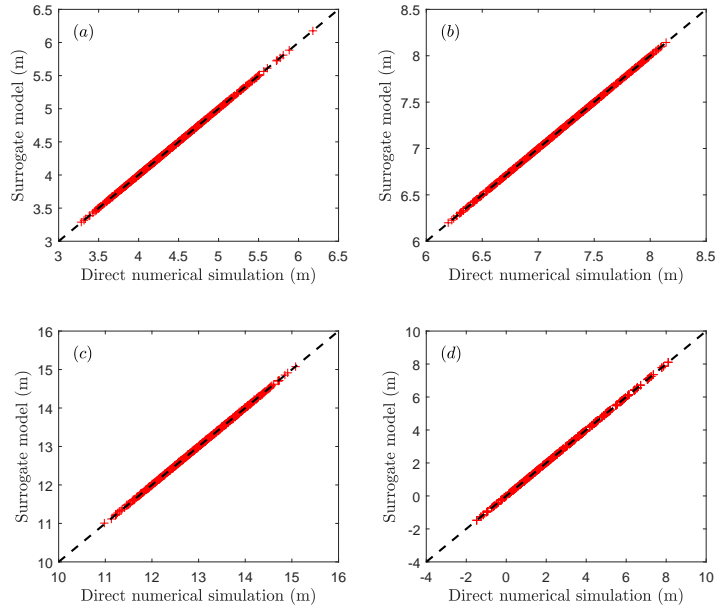 (a)
Surrogate model (m)
6.5
6
5.5
5
4.5
4
3.5
3
3 3.5 4 4.5 5 5.5 6 6.5
Direct numerical simulation (m)
(b)
Surrogate model (m)
8.5
8
7.5
7
6.5
6
6 6.5 7 7.5 8 8.5
Direct numerical simulation (m)
(c)
Surrogate model (m)
16
15
14
13
12
11
10
10 11 12 13 14 15 16
Direct numerical simulation (m)
(d)
Surrogate model (m)
10
8
6
4
2
0
-2
-4
-4 -2 0 2 4 6 8 10
Direct numerical simulation (m)